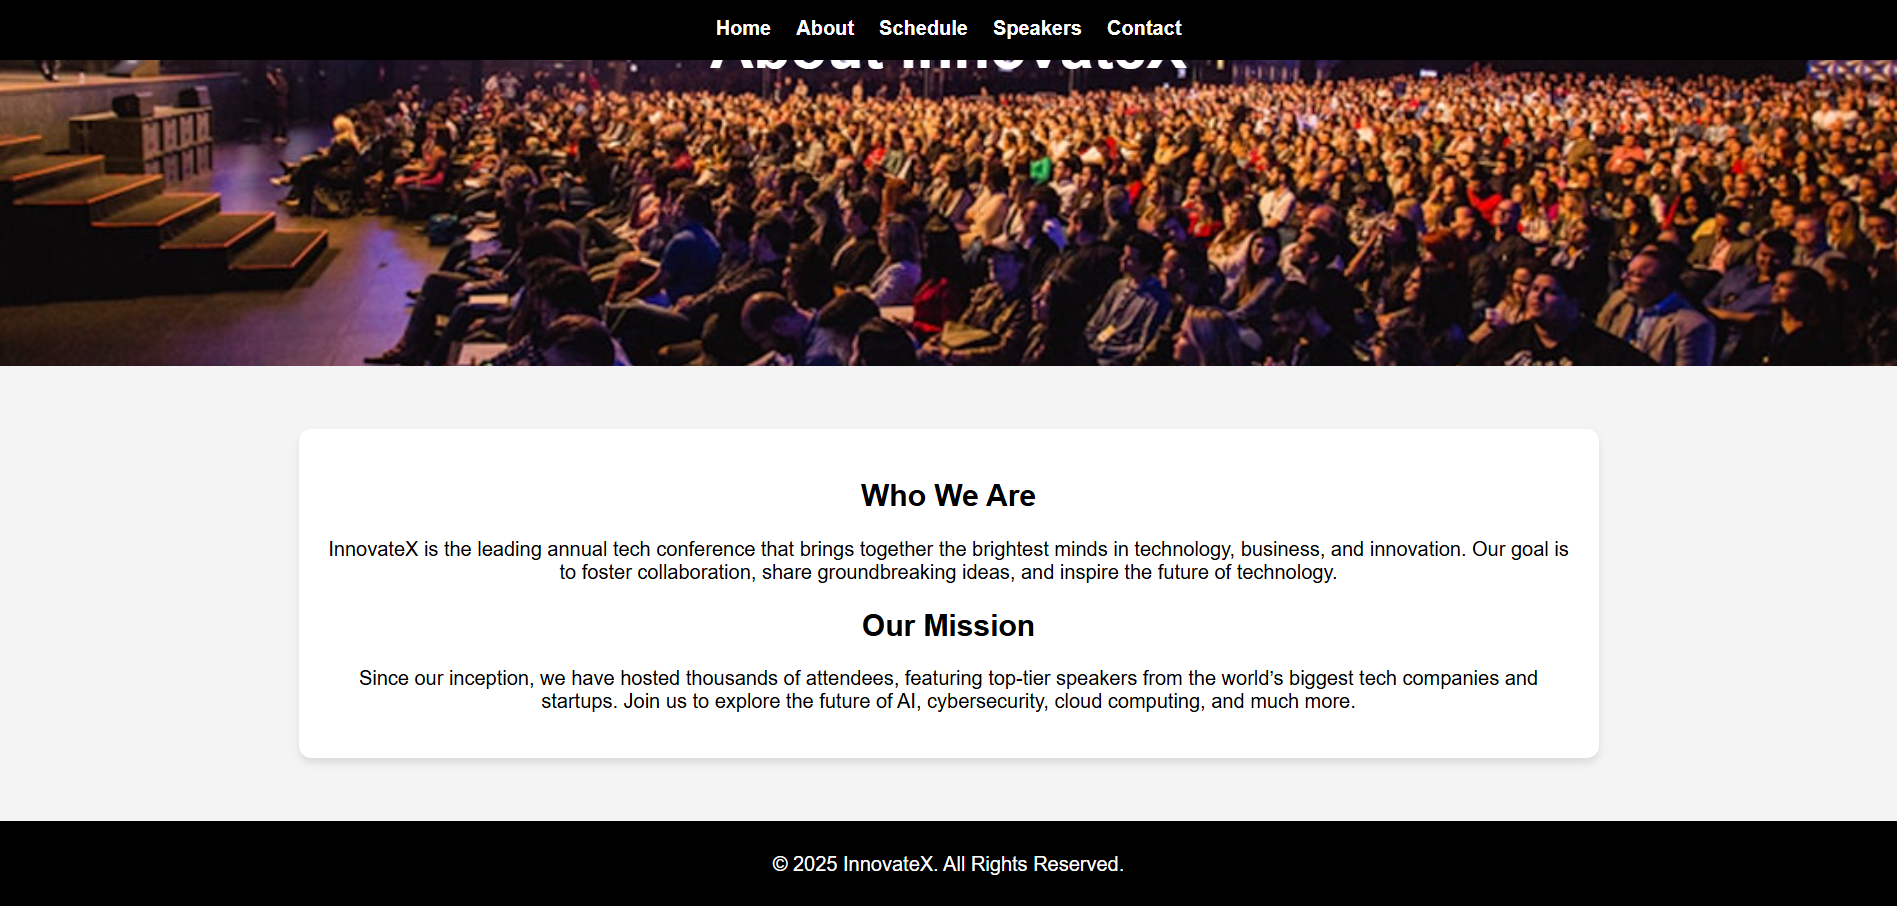 Home About Schedule Speakers Contact
About InnovateX
Who We Are
InnovateX is the leading annual tech conference that brings together the brightest minds in technology, business, and innovation. Our goal is
to foster collaboration, share groundbreaking ideas, and inspire the future of technology.
Our Mission
Since our inception, we have hosted thousands of attendees, featuring top-tier speakers from the world’s biggest tech companies and
startups. Join us to explore the future of AI, cybersecurity, cloud computing, and much more.
© 2025 InnovateX. All Rights Reserved.